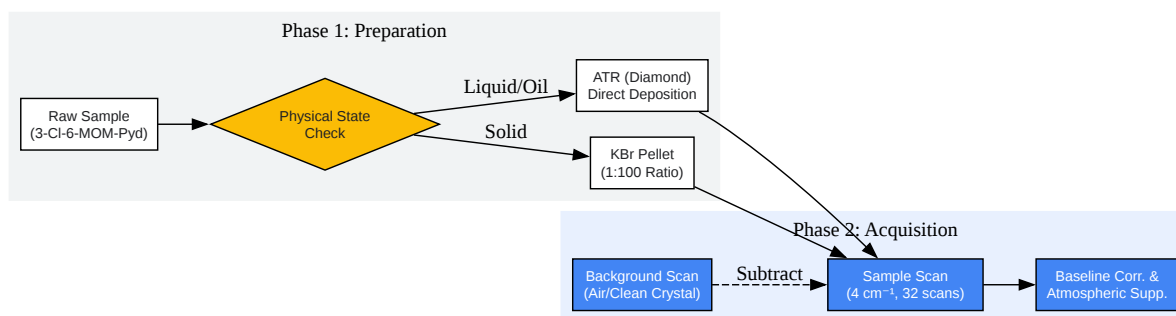 Phase 1: Preparation
Raw Sample
(3-Cl-6-MOM-Pyd)
Physical State
Check
Liquid/Oil
Solid
ATR (Diamond)
Direct Deposition
KBr Pellet
(1:100 Ratio)
Phase 2: Acquisition
Background Scan
(Air/Clean Crystal)
Subtract
Sample Scan
(4 cm⁻¹, 32 scans)
Baseline Corr. &
Atmospheric Supp.